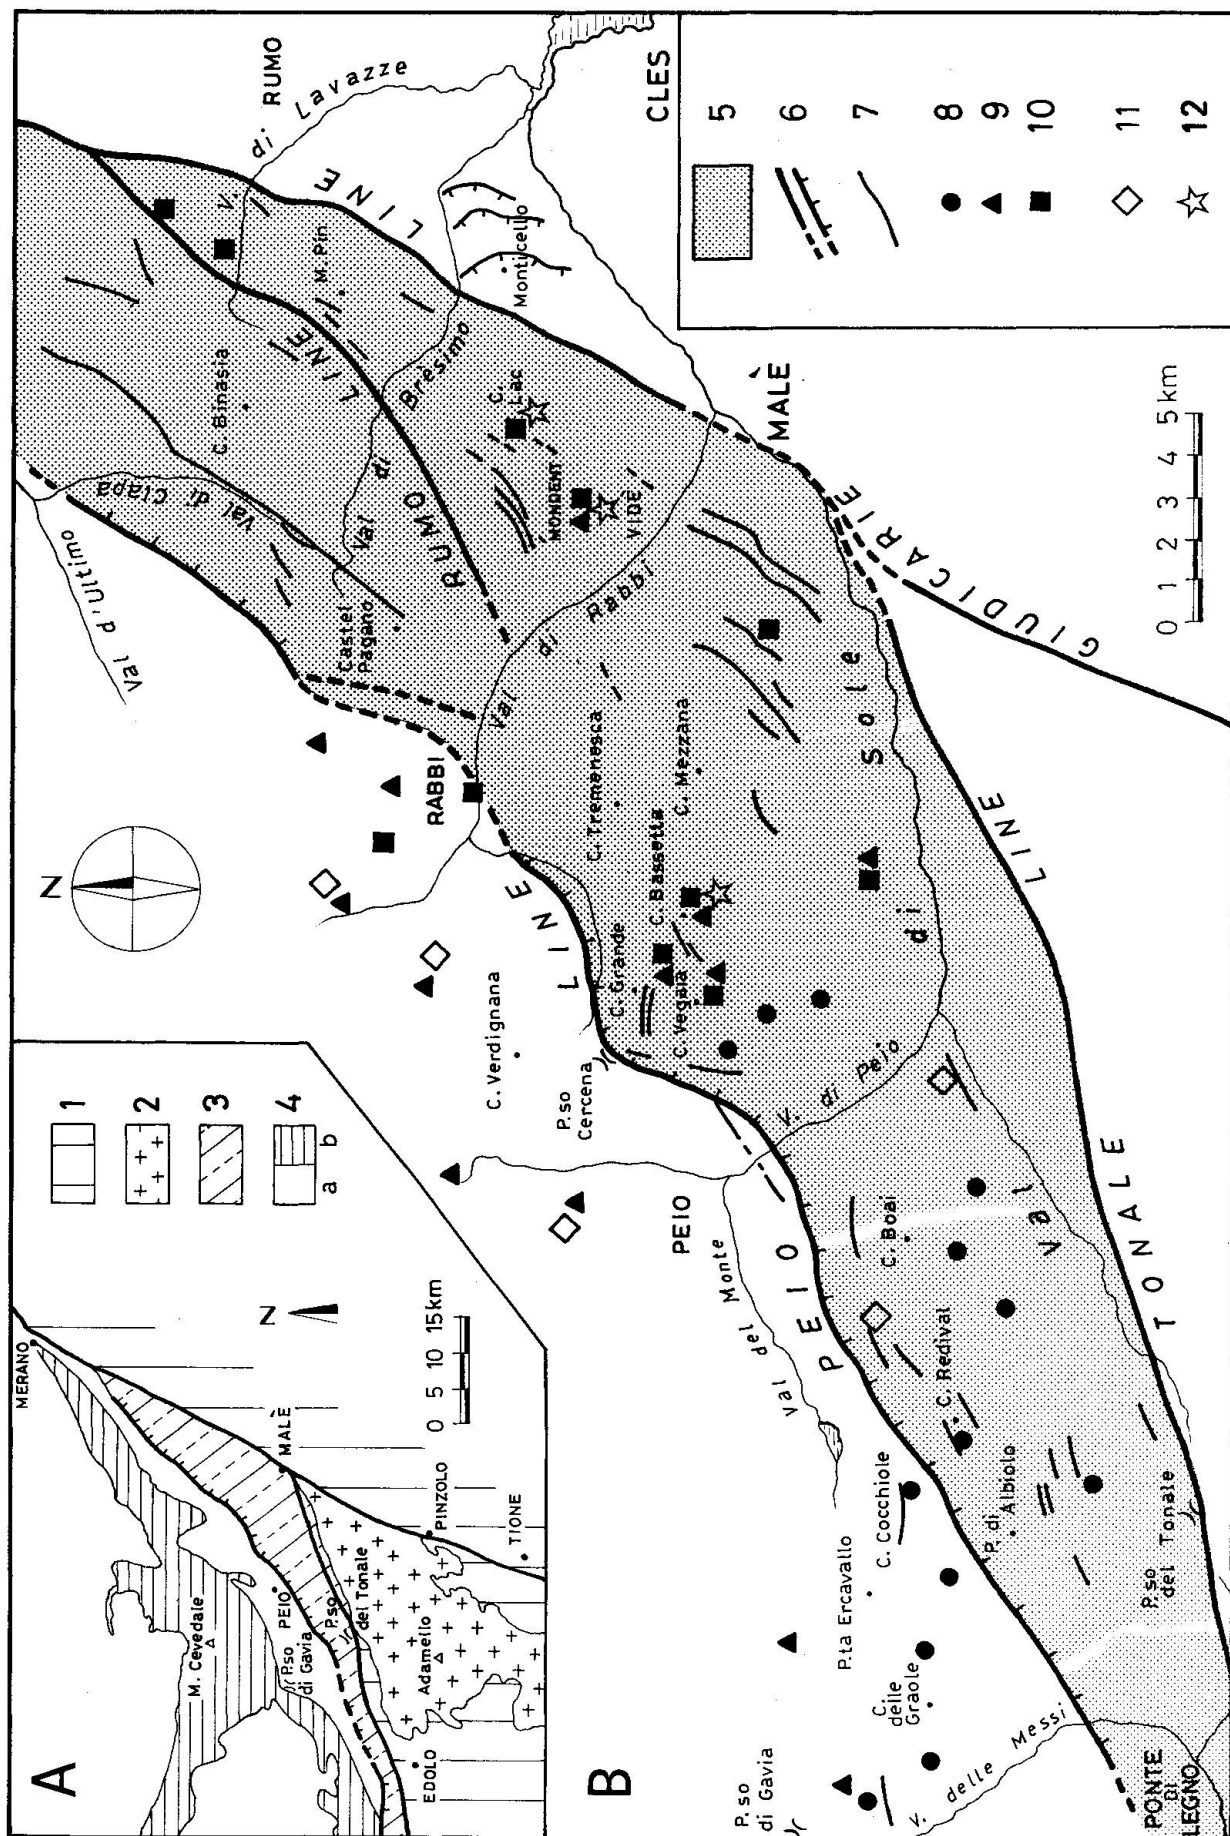 A
MERANO
M. Cevedale
P.so
di Gavia
PEIO
MALÈ
P.so
del Tonale
Adamello
EDOLO
PINZOLO
TIONE
N
0 5 10 15 km
1
2
3
4
a b
B
N
RUMO
V. di Lavazze
CLES
M. Pin
LINE
Monticello
C. Binasia
RUMO LINE
Val di Bresimo
C. Lac
MONDENT
VIDE
Val d'Ultimo
Val di Clapa
Castel
Pagano
RABBI
Val di Rabbi
MALÈ
GIUDICARIE
C. Tremenesca
C. Mezzana
C. Bassetta
C. Grande
C. Vegaia
LINE
C. Verdignana
P.so
Cercena
V. di Peio
Val di Sole
LINE
PEIO
Val del Monte
PEIO
C. Boai
C. Redival
TONALE
C. Cocchiole
P. di
Albiolo
P.ta Ercavallo
P.so
del Tonale
C.
delle
Graole
P.so
di Gavia
V. delle Messi
PONTE
DI
LEGNO
0 1 2 3 4 5 km
5
6
7
8
9
10
11
12